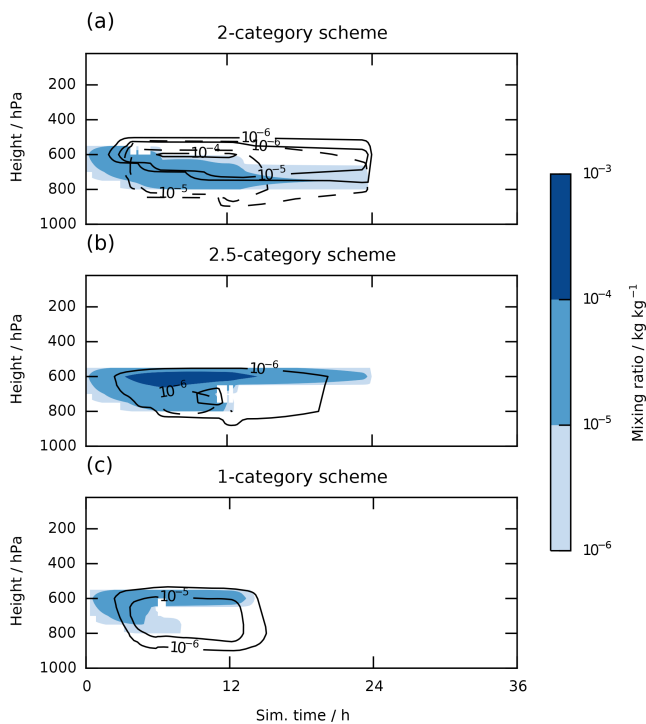 (a)
2-category scheme
200
400
600
800
1000
Height / hPa
10⁻⁶
10⁻⁶
10⁻⁴
10⁻⁵
10⁻⁵
(b)
2.5-category scheme
200
400
600
800
1000
Height / hPa
10⁻⁶
10⁻⁶
(c)
1-category scheme
200
400
600
800
1000
Height / hPa
10⁻⁵
10⁻⁶
0
12
24
36
Sim. time / h
10⁻³
10⁻⁴
10⁻⁵
10⁻⁶
Mixing ratio / kg kg⁻¹